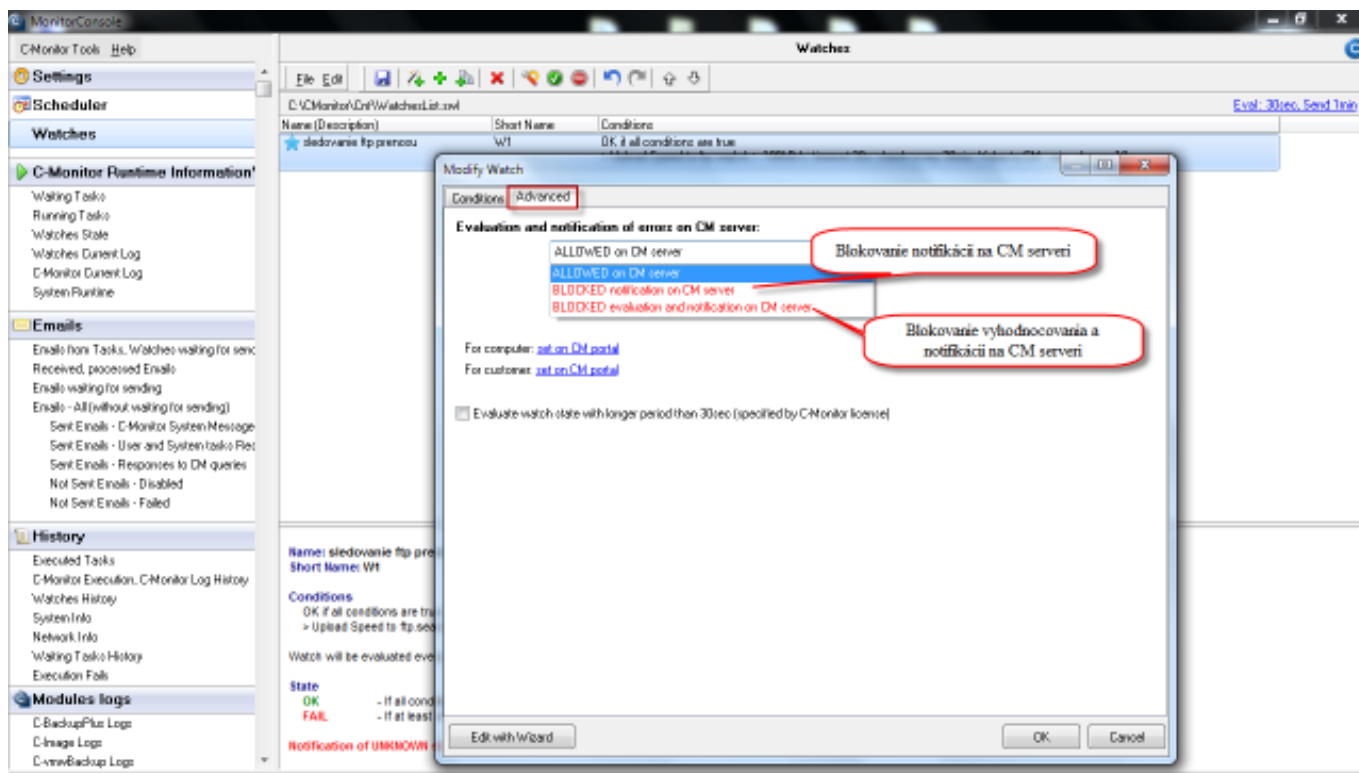 MonitorConsole
C-Monitor Tools Help
Watches
Settings
Scheduler
Watches
File Edit
C:\CMonitor\Cnf\WatchesList.xwl
Eval: 30sec, Send 1min
Name (Description) Short Name Conditions
sledovanie ftp prenosu W1 OK if all conditions are true
C-Monitor Runtime Information
Waiting Tasks
Running Tasks
Watches State
Watches Current Log
C-Monitor Current Log
System Runtime
Emails
Emails from Tasks, Watches waiting for senc
Received, processed Emails
Emails waiting for sending
Emails - All (without waiting for sending)
Sent Emails - C-Monitor System Message
Sent Emails - User and System tasks Rec
Sent Emails - Responses to CM queries
Not Sent Emails - Disabled
Not Sent Emails - Failed
History
Executed Tasks
C-Monitor Execution, C-Monitor Log History
Watches History
System Info
Network Info
Waiting Tasks History
Execution Fails
Modules logs
C-BackupPlus Logs
C-Image Logs
C-vmwBackup Logs
Modify Watch
Conditions Advanced
Evaluation and notification of errors on CM server:
ALLOWED on CM server
ALLOWED on CM server
BLOCKED notification on CM server
BLOCKED evaluation and notification on CM server
Blokovanie notifikácií na CM serveri
Blokovanie vyhodnocovania a
notifikácií na CM serveri
For computer: set on CM portal
For customer: set on CM portal
Evaluate watch state with longer period than 30sec (specified by C-Monitor license)
Edit with Wizard OK Cancel
Name: sledovanie ftp pre
Short Name: W1
Conditions
OK if all conditions are tru
> Upload Speed to ftp.sea
Watch will be evaluated eve
State
OK - If all cond
FAIL - If at least
Notification of UNKNOWN